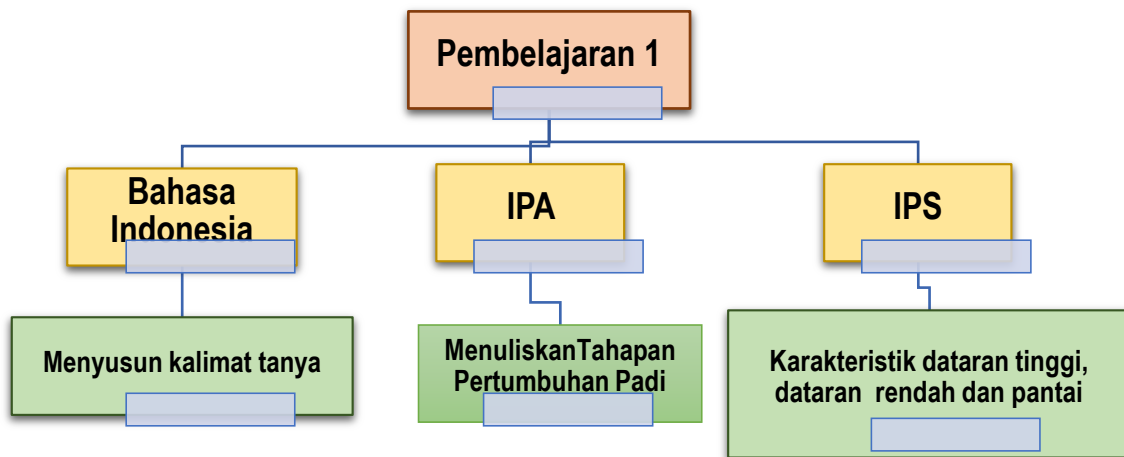 Pembelajaran 1
Bahasa
Indonesia
IPA
IPS
Menyusun kalimat tanya
MenuliskanTahapan
Pertumbuhan Padi
Karakteristik dataran tinggi,
dataran rendah dan pantai